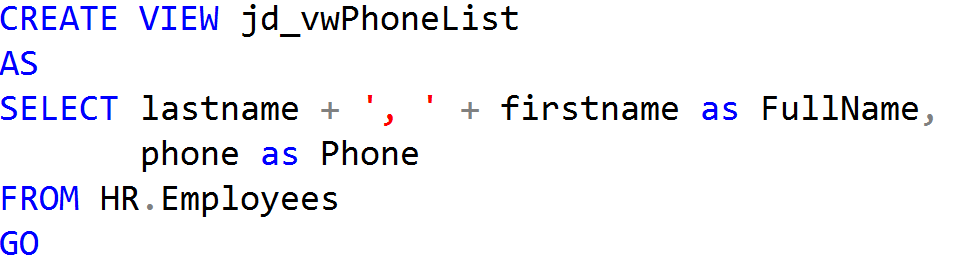 CREATE VIEW jd_vwPhoneList
AS
SELECT lastname + ', ' + firstname as FullName,
       phone as Phone
FROM HR.Employees
GO